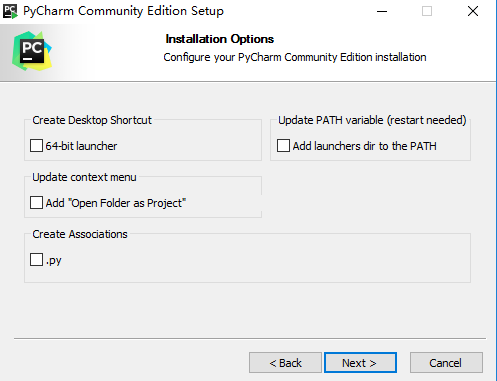 PyCharm Community Edition Setup
PC
Installation Options
Configure your PyCharm Community Edition installation
Create Desktop Shortcut
Update PATH variable (restart needed)
64-bit launcher
Add launchers dir to the PATH
Update context menu
Add "Open Folder as Project"
Create Associations
.py
< Back
Next >
Cancel